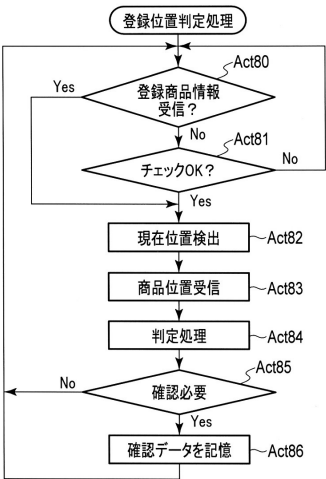 登録位置判定処理
Act80
登録商品情報
受信？
Yes
No
Act81
チェックOK？
No
Yes
現在位置検出
Act82
商品位置受信
Act83
判定処理
Act84
Act85
確認必要
No
Yes
確認データを記憶
Act86